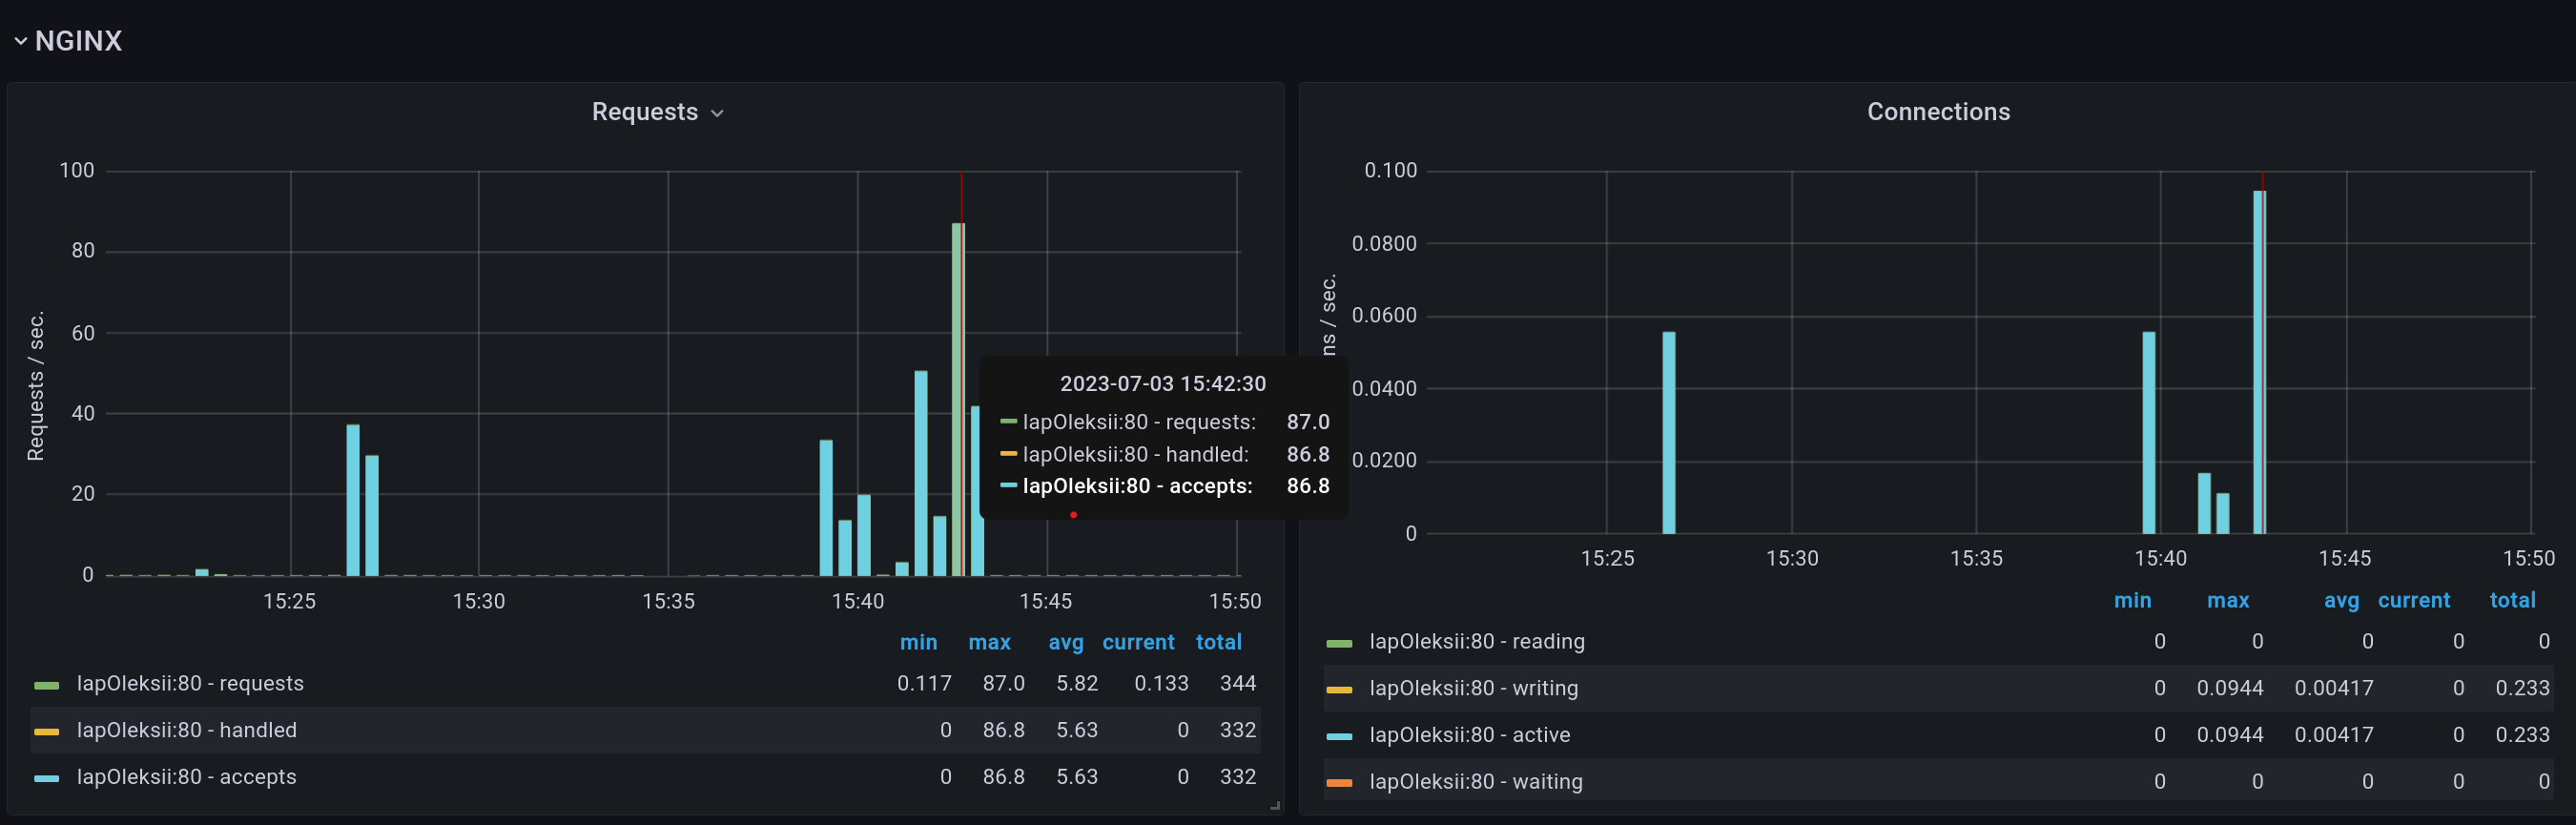 NGINX
Requests
100
80
60
40
20
0
Requests / sec.
15:25 15:30 15:35 15:40 15:45 15:50
2023-07-03 15:42:30
lapOleksii:80 - requests: 87.0
lapOleksii:80 - handled: 86.8
lapOleksii:80 - accepts: 86.8
min max avg current total
lapOleksii:80 - requests 0.117 87.0 5.82 0.133 344
lapOleksii:80 - handled 0 86.8 5.63 0 332
lapOleksii:80 - accepts 0 86.8 5.63 0 332
Connections
0.100
0.0800
0.0600
0.0400
0.0200
0
ns / sec.
15:25 15:30 15:35 15:40 15:45 15:50
min max avg current total
lapOleksii:80 - reading 0 0 0 0 0
lapOleksii:80 - writing 0 0.0944 0.00417 0 0.233
lapOleksii:80 - active 0 0.0944 0.00417 0 0.233
lapOleksii:80 - waiting 0 0 0 0 0